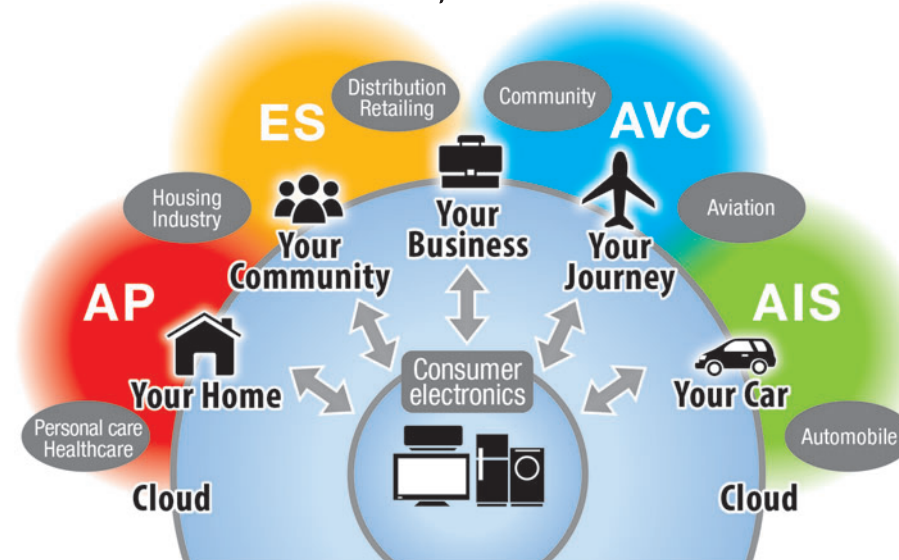 Distribution
Retailing
Community
ES
AVC
Housing
Industry
Your
Community
Your
Business
Your
Journey
Aviation
AP
AIS
Your Home
Consumer
electronics
Your Car
Personal care
Healthcare
Automobile
Cloud
Cloud